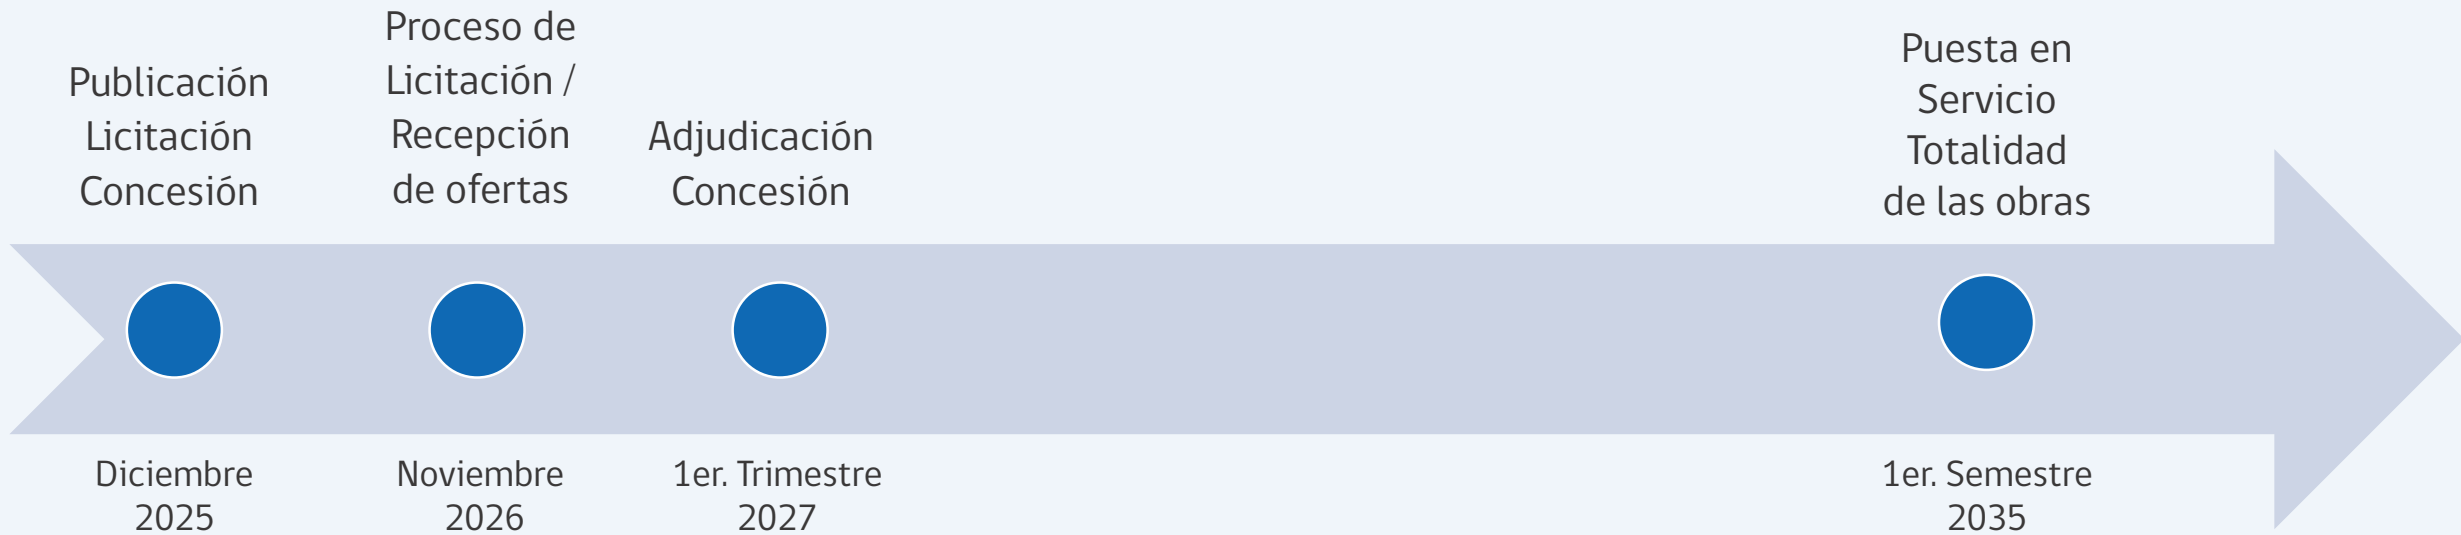 Publicación
Licitación
Concesión
Proceso de
Licitación /
Recepción
de ofertas
Adjudicación
Concesión
Puesta en
Servicio
Totalidad
de las obras
Diciembre
2025
Noviembre
2026
1er. Trimestre
2027
1er. Semestre
2035